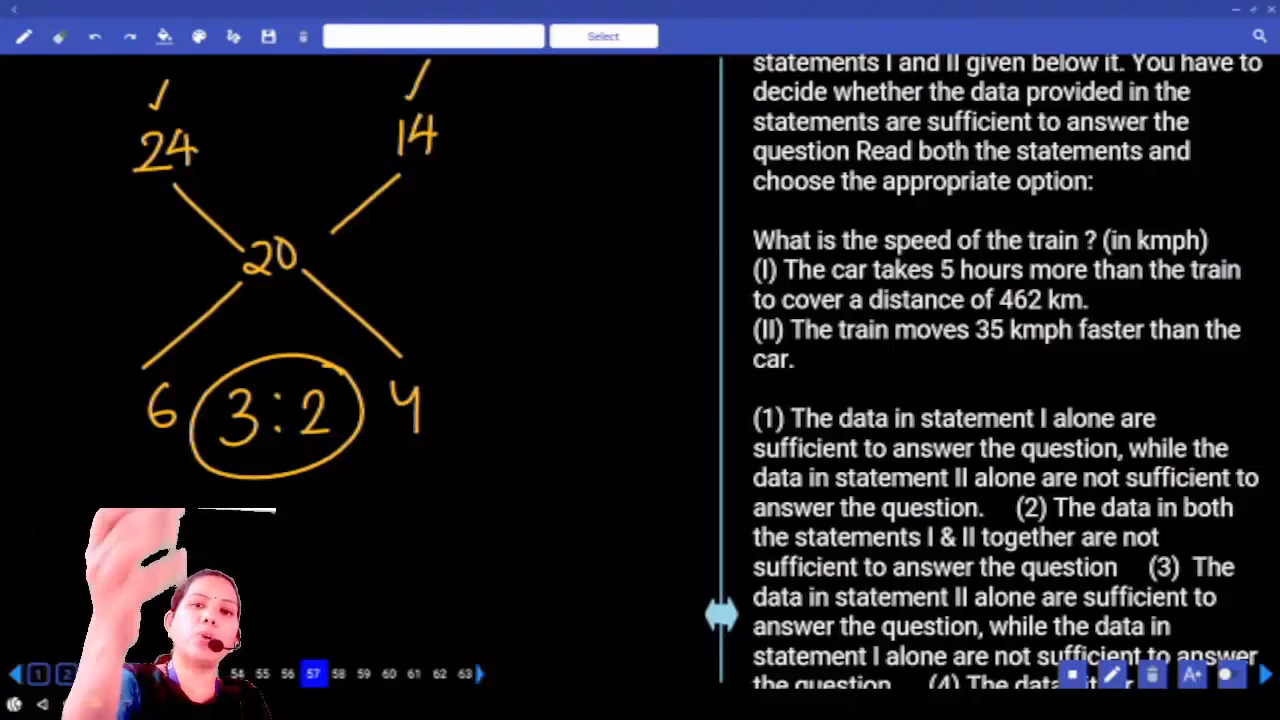 Select
24
14
20
6
3:2
4
statements I and II given below it. You have to
decide whether the data provided in the
statements are sufficient to answer the
question Read both the statements and
choose the appropriate option:
What is the speed of the train ? (in kmph)
(I) The car takes 5 hours more than the train
to cover a distance of 462 km.
(II) The train moves 35 kmph faster than the
car.
(1) The data in statement I alone are
sufficient to answer the question, while the
data in statement II alone are not sufficient to
answer the question. (2) The data in both
the statements I & II together are not
sufficient to answer the question (3) The
data in statement II alone are sufficient to
answer the question, while the data in
statement I alone are not sufficient to answer
the question (4) The data
1 2 54 55 56 57 58 59 60 61 62 63
A+